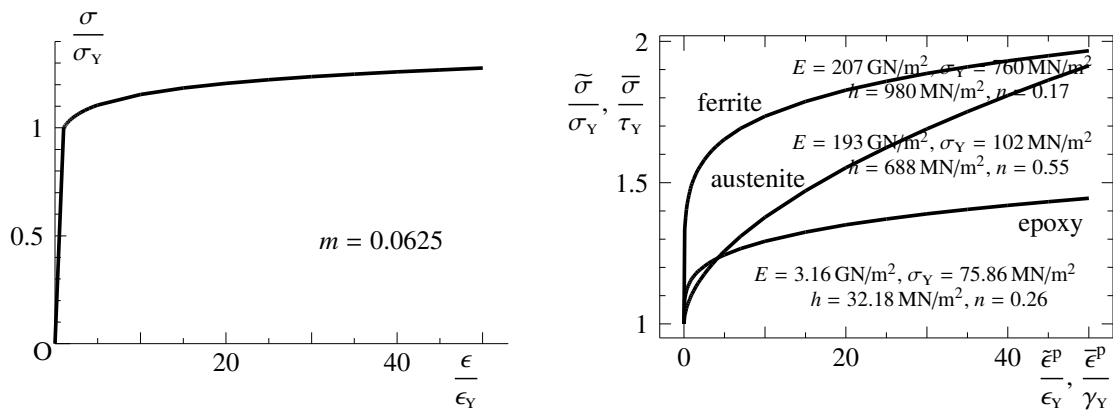 σ/σ_Y
1
0.5
O
m = 0.0625
20
40
ϵ/ϵ_Y
σ̃/σ_Y, σ̄/τ_Y
2
1.5
1
E = 207 GN/m², σ_Y = 760 MN/m²
h = 980 MN/m², n = 0.17
ferrite
E = 193 GN/m², σ_Y = 102 MN/m²
h = 688 MN/m², n = 0.55
austenite
epoxy
E = 3.16 GN/m², σ_Y = 75.86 MN/m²
h = 32.18 MN/m², n = 0.26
0
20
40
ϵ̃ᵖ/ϵ_Y, ϵ̄ᵖ/γ_Y